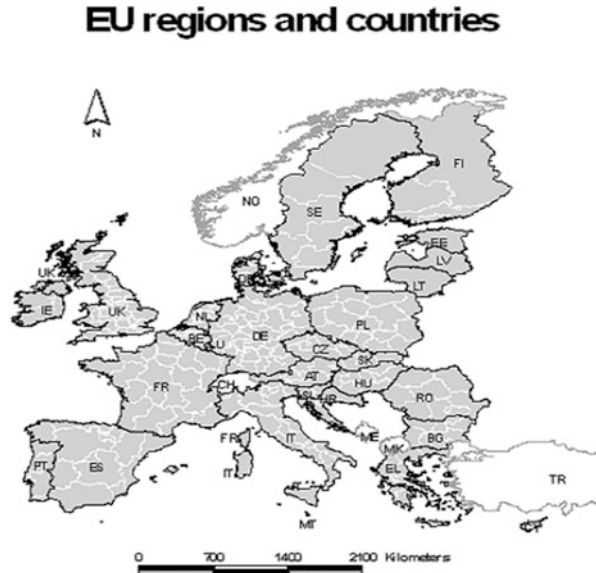 EU regions and countries
N
FI
NO
SE
EE
LV
LT
UK
IE
UK
NL
BE
DE
PL
CZ
SK
FR
CH
AT
HU
RO
SL
HR
FR
IT
ME
BG
MK
PT
ES
IT
EL
TR
MT
0 700 1400 2100 Kilometers